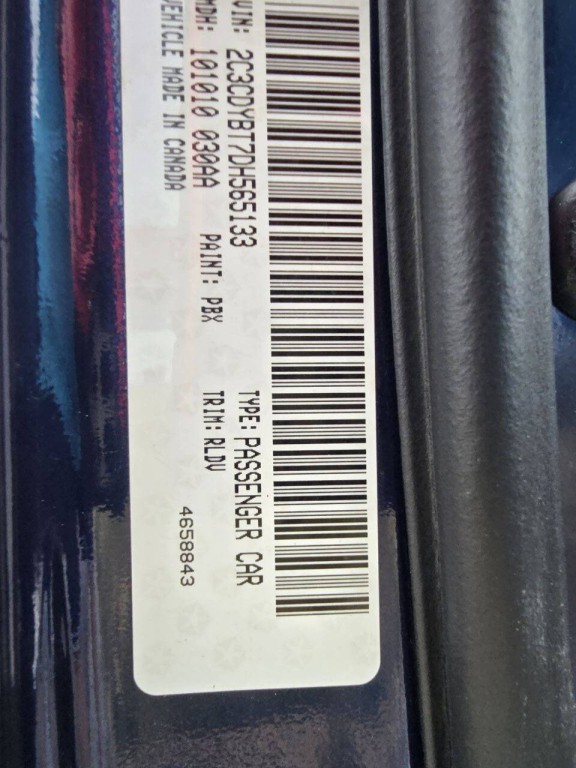 VIN: 2C3CDYBT7DH565133 TYPE: PASSENGER CAR
MDH: 101010 030AA PAINT: PBX TRIM: RLDV
VEHICLE MADE IN CANADA 4658843